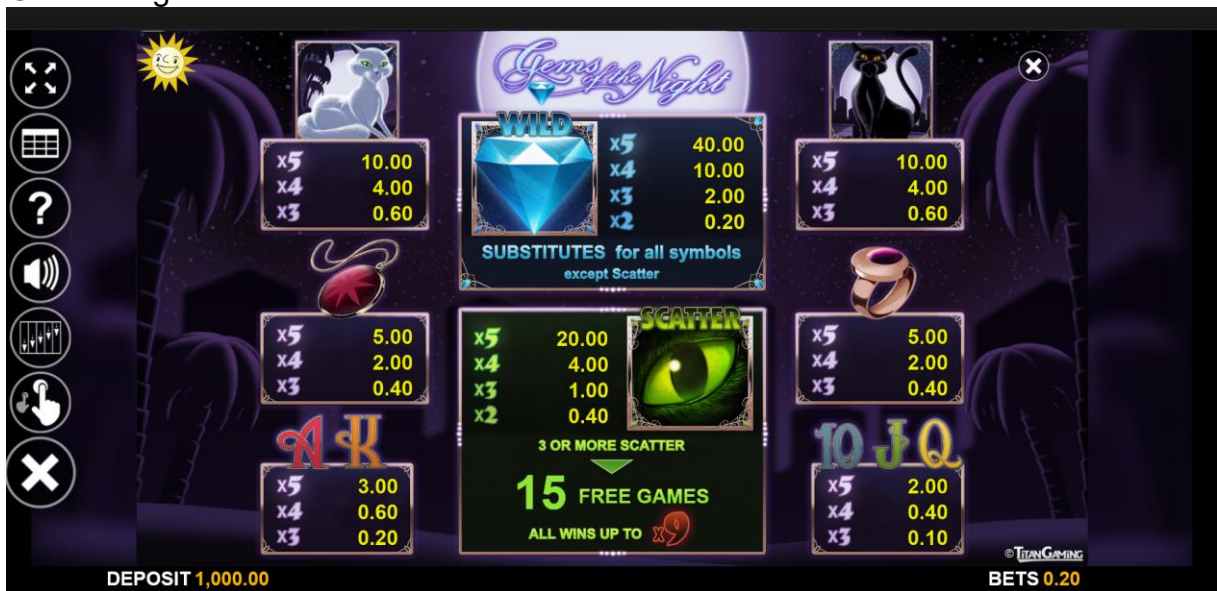 Gems of the Night
x5 10.00
x4 4.00
x3 0.60
WILD
x5 40.00
x4 10.00
x3 2.00
x2 0.20
SUBSTITUTES for all symbols
except Scatter
x5 10.00
x4 4.00
x3 0.60
x5 5.00
x4 2.00
x3 0.40
SCATTER
x5 20.00
x4 4.00
x3 1.00
x2 0.40
3 OR MORE SCATTER
15 FREE GAMES
ALL WINS UP TO x9
x5 5.00
x4 2.00
x3 0.40
A K
x5 3.00
x4 0.60
x3 0.20
10 J Q
x5 2.00
x4 0.40
x3 0.10
©TITANGAMING
DEPOSIT 1,000.00
BETS 0.20